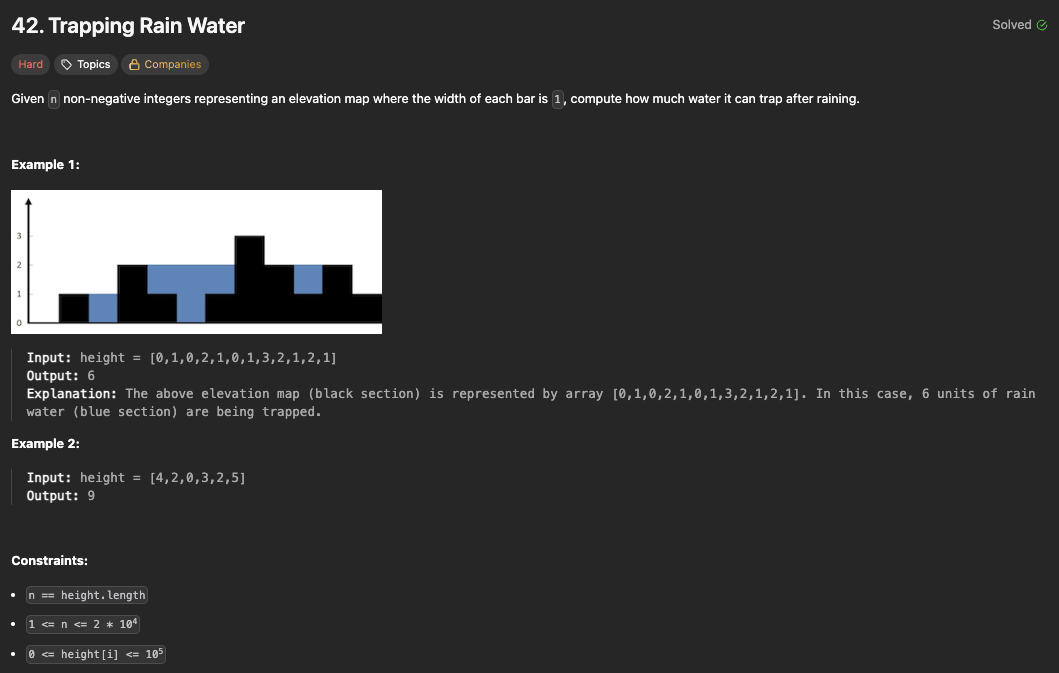 42. Trapping Rain Water
Solved
Hard
Topics
Companies
Given n non-negative integers representing an elevation map where the width of each bar is 1, compute how much water it can trap after raining.
Example 1:
3
2
1
0
Input: height = [0,1,0,2,1,0,1,3,2,1,2,1]
Output: 6
Explanation: The above elevation map (black section) is represented by array [0,1,0,2,1,0,1,3,2,1,2,1]. In this case, 6 units of rain
water (blue section) are being trapped.
Example 2:
Input: height = [4,2,0,3,2,5]
Output: 9
Constraints:
• n == height.length
• 1 <= n <= 2 * 10⁴
• 0 <= height[i] <= 10⁵